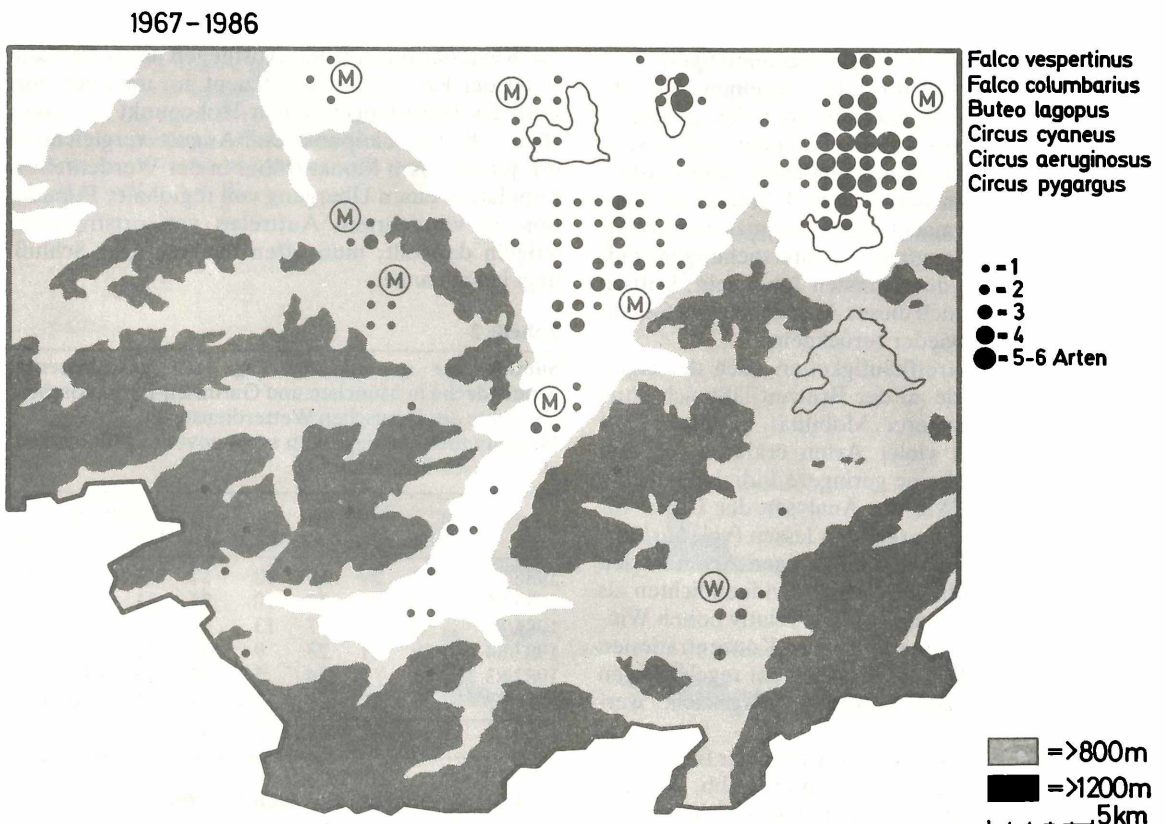 1967-1986
M
M
M
Falco vespertinus
Falco columbarius
Buteo lagopus
Circus cyaneus
Circus aeruginosus
Circus pygargus
M
M
M
= 1
= 2
= 3
= 4
= 5-6 Arten
M
W
=>800m
=>1200m
5km